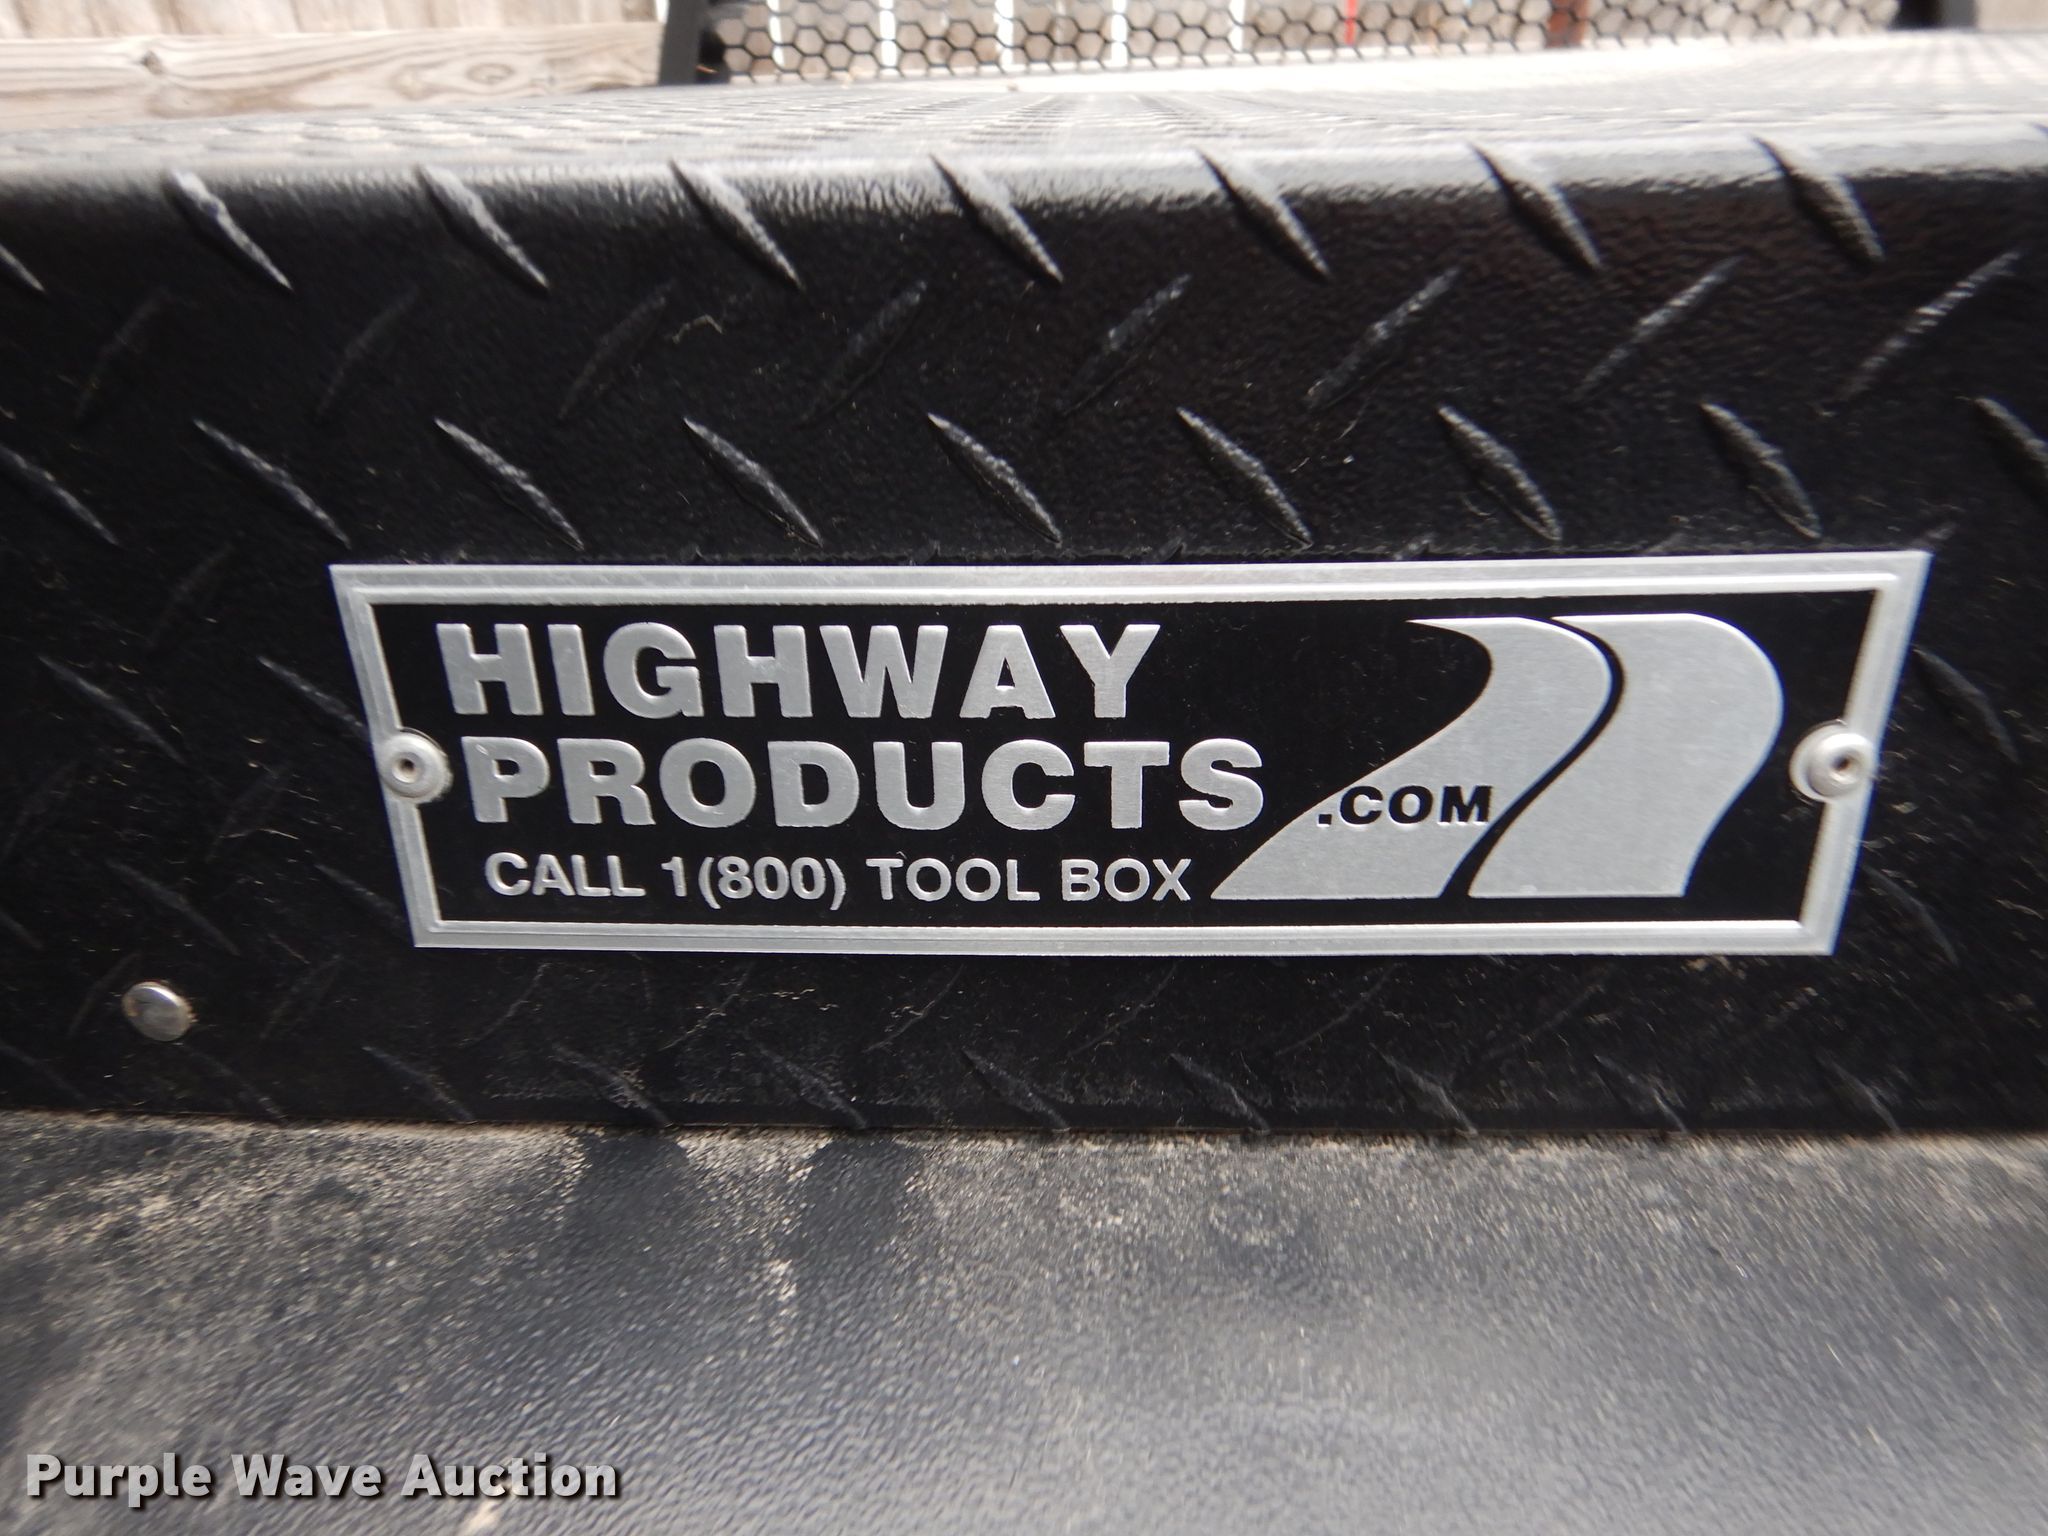 HIGHWAY
PRODUCTS
.COM
CALL 1(800) TOOL BOX
Purple Wave Auction